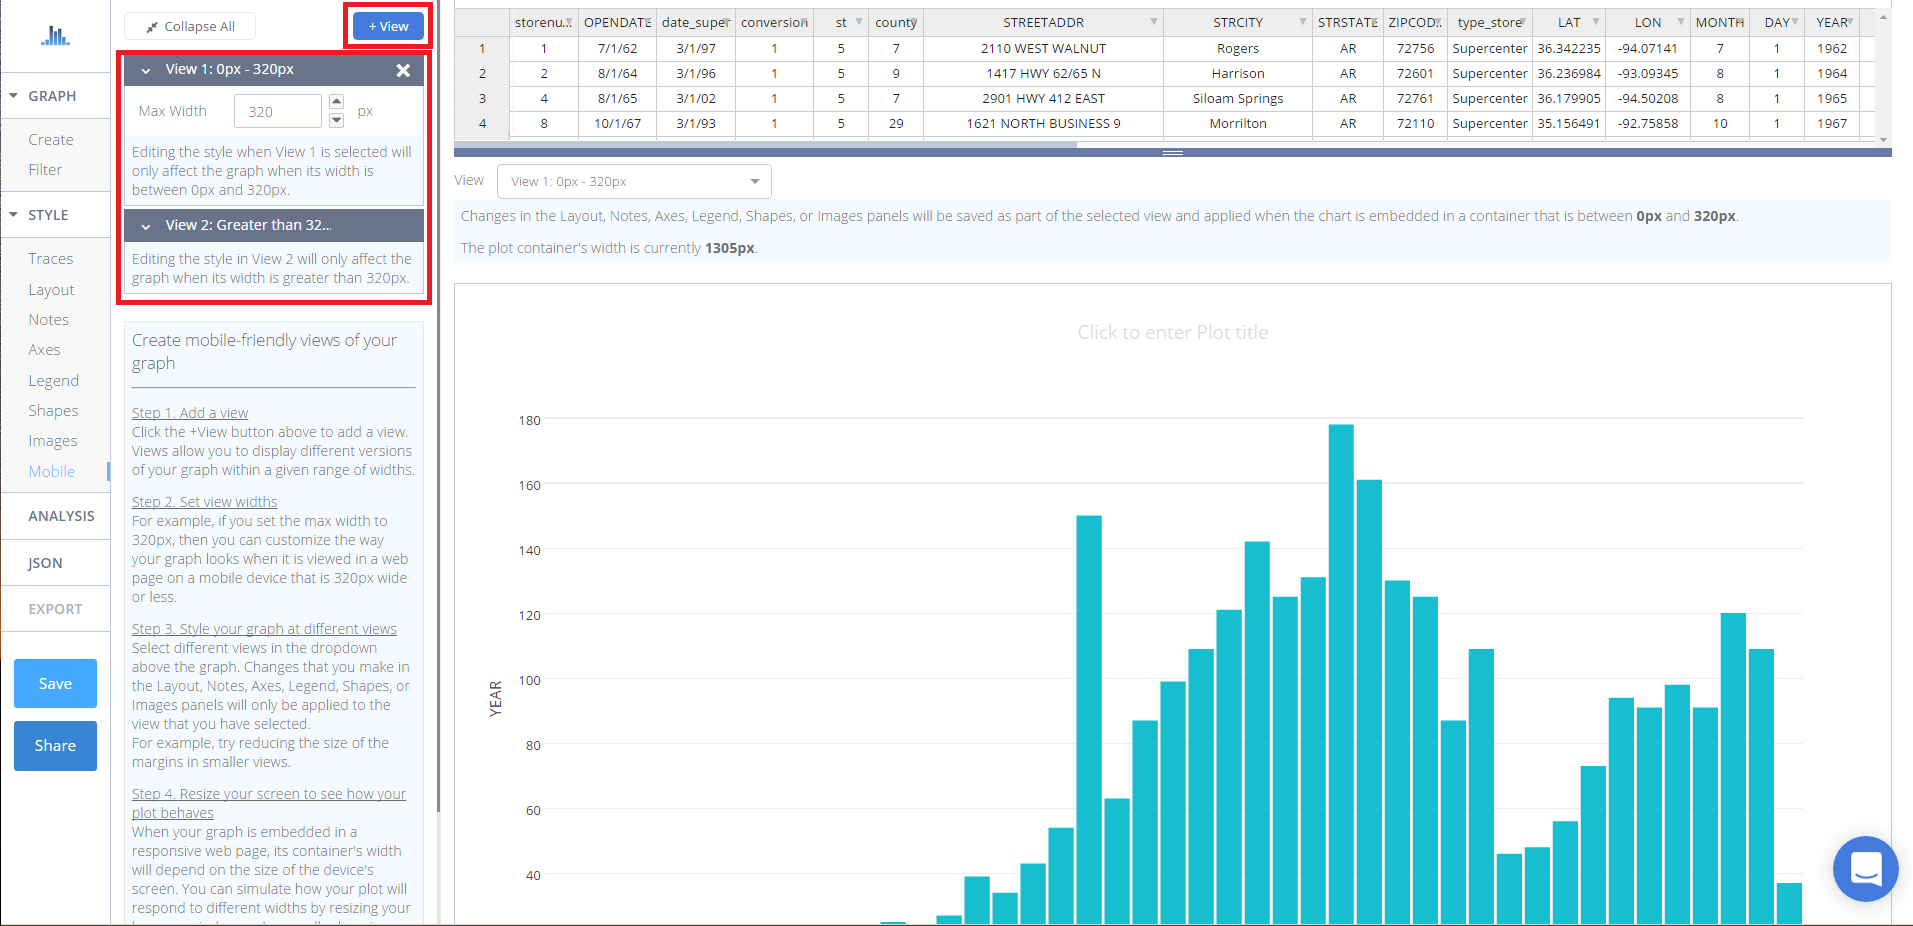 Collapse All
+ View
View 1: 0px - 320px
Max Width 320 px
Editing the style when View 1 is selected will
only affect the graph when its width is
between 0px and 320px.
View 2: Greater than 32...
Editing the style in View 2 will only affect the
graph when its width is greater than 320px.
Create mobile-friendly views of your
graph
Step 1. Add a view
Click the +View button above to add a view.
Views allow you to display different versions
of your graph within a given range of widths.
Step 2. Set view widths
For example, if you set the max width to
320px, then you can customize the way
your graph looks when it is viewed in a web
page on a mobile device that is 320px wide
or less.
Step 3. Style your graph at different views
Select different views in the dropdown
above the graph. Changes that you make in
the Layout, Notes, Axes, Legend, Shapes, or
Images panels will only be applied to the
view that you have selected.
For example, try reducing the size of the
margins in smaller views.
Step 4. Resize your screen to see how your
plot behaves
When your graph is embedded in a
responsive web page, its container's width
will depend on the size of the device's
screen. You can simulate how your plot will
respond to different widths by resizing your
GRAPH
Create
Filter
STYLE
Traces
Layout
Notes
Axes
Legend
Shapes
Images
Mobile
ANALYSIS
JSON
EXPORT
Save
Share
storenu... OPENDATE date_super conversion st county STREETADDR STRCITY STRSTATE ZIPCOD... type_store LAT LON MONTH DAY YEAR
1 1 7/1/62 3/1/97 1 5 7 2110 WEST WALNUT Rogers AR 72756 Supercenter 36.342235 -94.07141 7 1 1962
2 2 8/1/64 3/1/96 1 5 9 1417 HWY 62/65 N Harrison AR 72601 Supercenter 36.236984 -93.09345 8 1 1964
3 4 8/1/65 3/1/02 1 5 7 2901 HWY 412 EAST Siloam Springs AR 72761 Supercenter 36.179905 -94.50208 8 1 1965
4 8 10/1/67 3/1/93 1 5 29 1621 NORTH BUSINESS 9 Morrilton AR 72110 Supercenter 35.156491 -92.75858 10 1 1967
View View 1: 0px - 320px
Changes in the Layout, Notes, Axes, Legend, Shapes, or Images panels will be saved as part of the selected view and applied when the chart is embedded in a container that is between 0px and 320px.
The plot container's width is currently 1305px.
Click to enter Plot title
180
160
140
120
100
80
60
40
YEAR